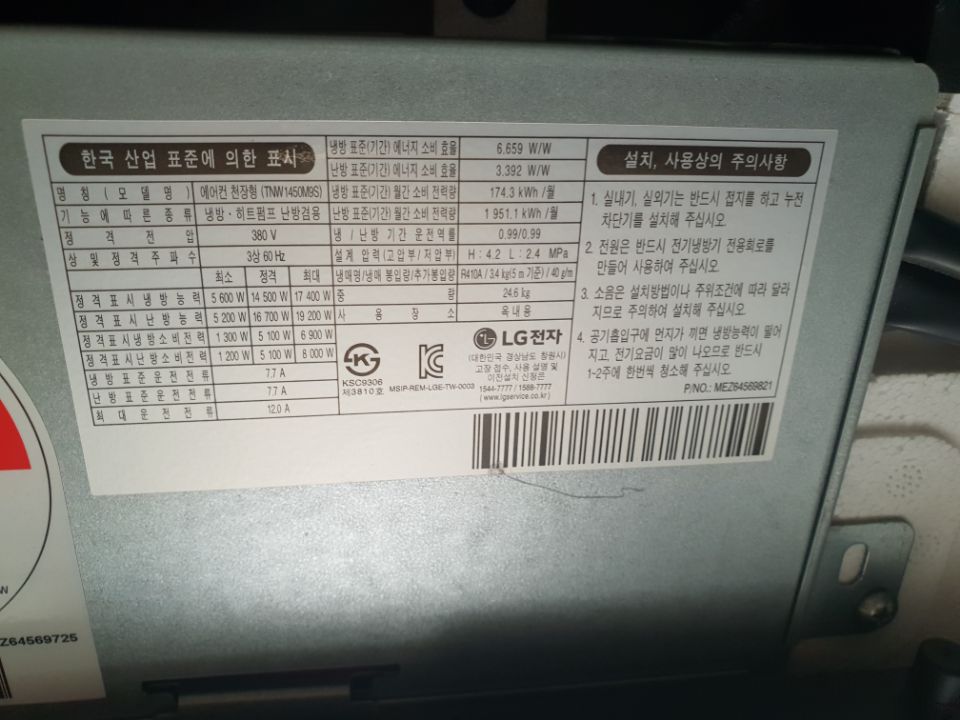 한국 산업 표준에 의한 표시
명 칭 ( 모 델 명 ) 에어컨 천장형 (TNW1450M9S)
기 능 에 따 른 종 류 냉방 · 히트펌프 난방겸용
정 격 전 압 380 V
상 및 정 격 주 파 수 3상 60 Hz
최소 정격 최대
정 격 표 시 냉 방 능 력 5 600 W 14 500 W 17 400 W
정 격 표 시 난 방 능 력 5 200 W 16 700 W 19 200 W
정격표시냉방소비전력 1 300 W 5 100 W 6 900 W
정격표시난방소비전력 1 200 W 5 100 W 8 000 W
냉 방 표 준 운 전 전 류 7.7 A
난 방 표 준 운 전 전 류 7.7 A
최 대 운 전 전 류 12.0 A
냉방 표준(기간) 에너지 소비 효율 6.659 W/W
난방 표준(기간) 에너지 소비 효율 3.392 W/W
냉방 표준(기간) 월간 소비 전력량 174.3 kWh /월
난방 표준(기간) 월간 소비 전력량 1 951.1 kWh /월
냉 / 난 방 기 간 운 전 역 률 0.99/0.99
설 계 압 력 (고 압 부 / 저 압 부) H : 4.2 L : 2.4 MPa
냉매명/냉매 봉입량/추가봉입량 R410A / 3.4 kg(5 m 기준) / 40 g/m
중 량 24.6 kg
사 용 장 소 옥 내 용
KSC9306
제3810호
MSIP-REM-LGE-TW-0003
LG전자
(대한민국 경상남도 창원시)
고장 접수, 사용 설명 및
이전설치 신청은
1544-7777 / 1588-7777
( www.lgservice.co.kr )
설치, 사용상의 주의사항
1. 실내기, 실외기는 반드시 접지를 하고 누전
차단기를 설치해 주십시오.
2. 전원은 반드시 전기냉방기 전용회로를
만들어 사용하여 주십시오.
3. 소음은 설치방법이나 주위조건에 따라 달라
지므로 주의하여 설치해 주십시오.
4. 공기흡입구에 먼지가 끼면 냉방능력이 떨어
지고, 전기요금이 많이 나오므로 반드시
1-2주에 한번씩 청소해 주십시오.
P/NO.: MEZ64569821
W
Z64569725